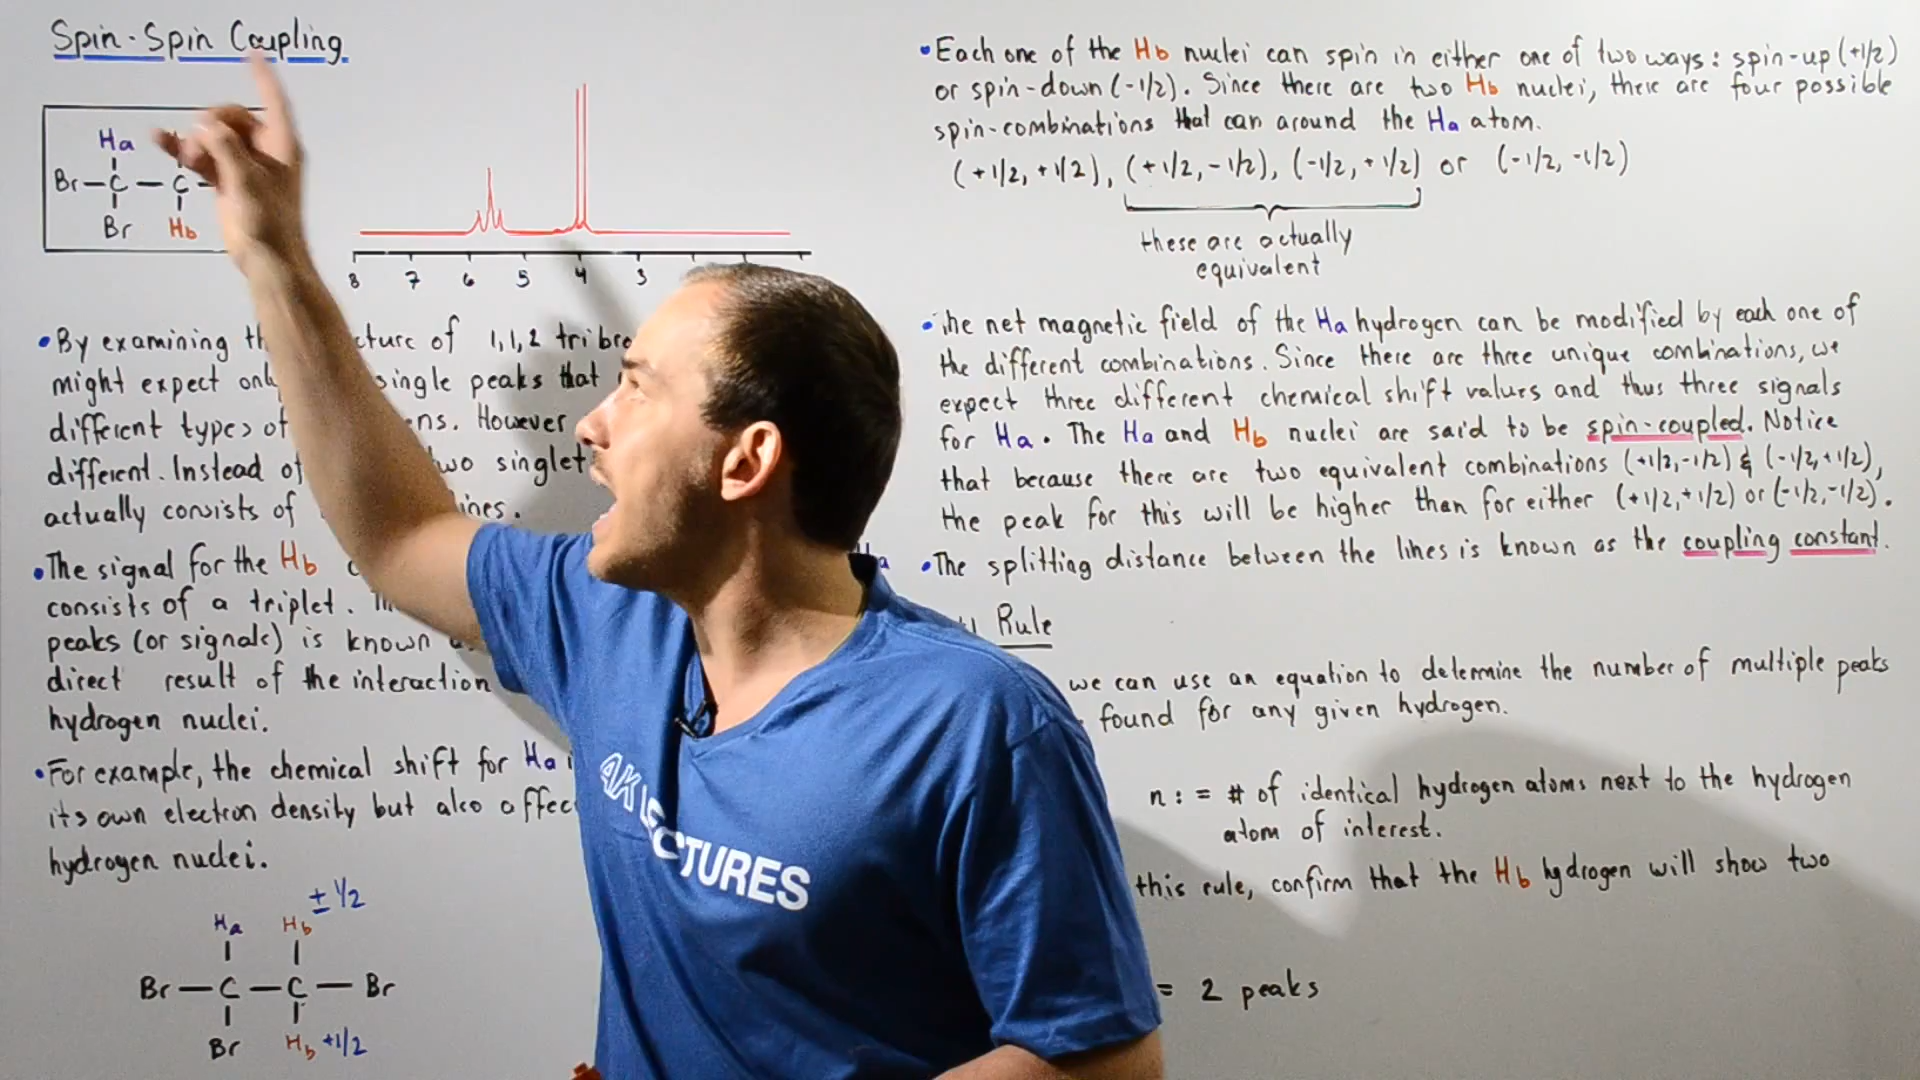 Spin-Spin Coupling
Ha
Br — C — C —
Br Hb
8 7 6 5 4 3
• By examining cture of 1,1,2 tribro
might expect single peaks that
different types of ns. However
different. Instead of two singlet
actually consists of ines.
• The signal for the Hb
consists of a triplet.
peaks (or signals) is known
direct result of the interaction
hydrogen nuclei.
• For example, the chemical shift for Ha
its own electron density but also affec
hydrogen nuclei.
± 1/2
Ha Hb
Br — C — C — Br
Br Hb +1/2
• Each one of the Hb nuclei can spin in either one of two ways: spin-up (+1/2)
or spin-down (-1/2). Since there are two Hb nuclei, there are four possible
spin-combinations that can around the Ha atom.
(+1/2, +1/2), (+1/2, -1/2), (-1/2, +1/2) or (-1/2, -1/2)
these are actually
equivalent
• The net magnetic field of the Ha hydrogen can be modified by each one of
the different combinations. Since there are three unique combinations, we
expect three different chemical shift values and thus three signals
for Ha. The Ha and Hb nuclei are said to be spin-coupled. Notice
that because there are two equivalent combinations (+1/2,-1/2) & (-1/2,+1/2),
the peak for this will be higher than for either (+1/2,+1/2) or (-1/2,-1/2).
• The splitting distance between the lines is known as the coupling constant.
Rule
we can use an equation to determine the number of multiple peaks
found for any given hydrogen.
n: = # of identical hydrogen atoms next to the hydrogen
atom of interest.
this rule, confirm that the Hb hydrogen will show two
= 2 peaks
AK LECTURES